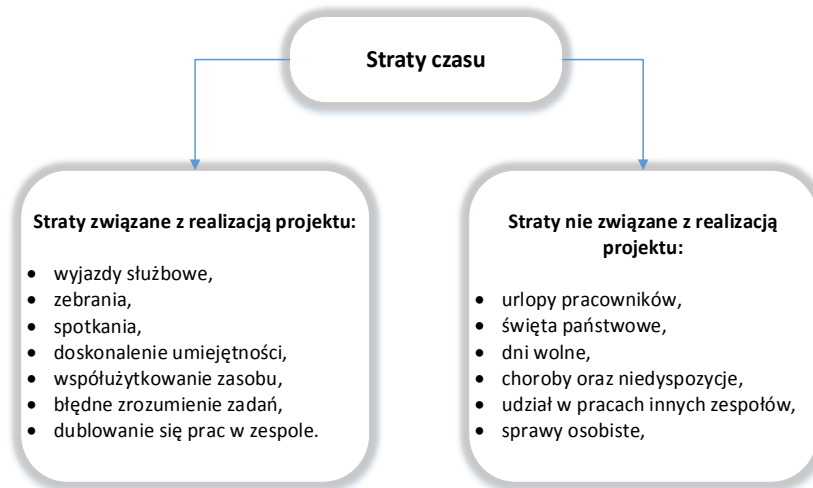 Straty czasu
Straty związane z realizacją projektu:
• wyjazdy służbowe,
• zebrania,
• spotkania,
• doskonalenie umiejętności,
• współużytkowanie zasobu,
• błędne zrozumienie zadań,
• dublowanie się prac w zespole.
Straty nie związane z realizacją
projektu:
• urlopy pracowników,
• święta państwowe,
• dni wolne,
• choroby oraz niedyspozycje,
• udział w pracach innych zespołów,
• sprawy osobiste,